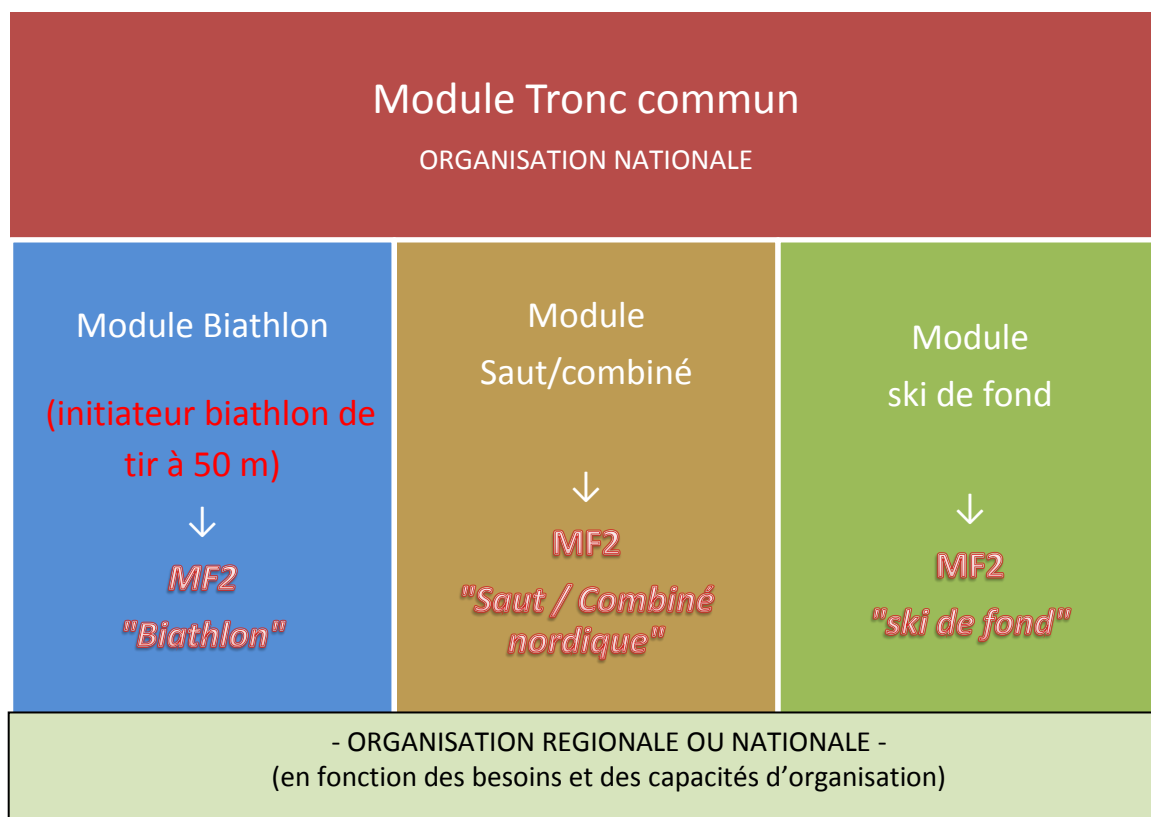 Module Tronc commun
ORGANISATION NATIONALE
Module Biathlon
(initiateur biathlon de
tir à 50 m)
↓
MF2
"Biathlon"
Module
Saut/combiné
↓
MF2
"Saut / Combiné
nordique"
Module
ski de fond
↓
MF2
"ski de fond"
- ORGANISATION REGIONALE OU NATIONALE -
(en fonction des besoins et des capacités d’organisation)